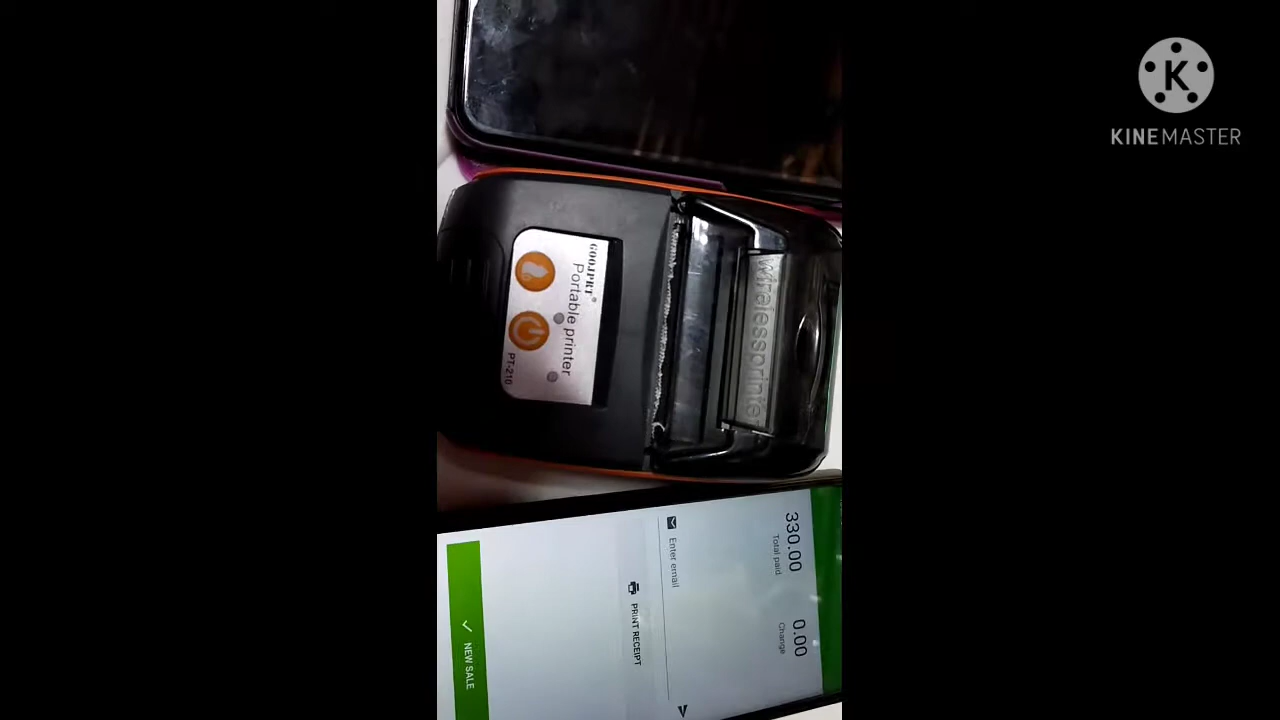 K
KINEMASTER
GOOJPRT®
Portable printer
PT-210
wirelessprinter
330.00
Total paid
0.00
Change
Enter email
PRINT RECEIPT
NEW SALE